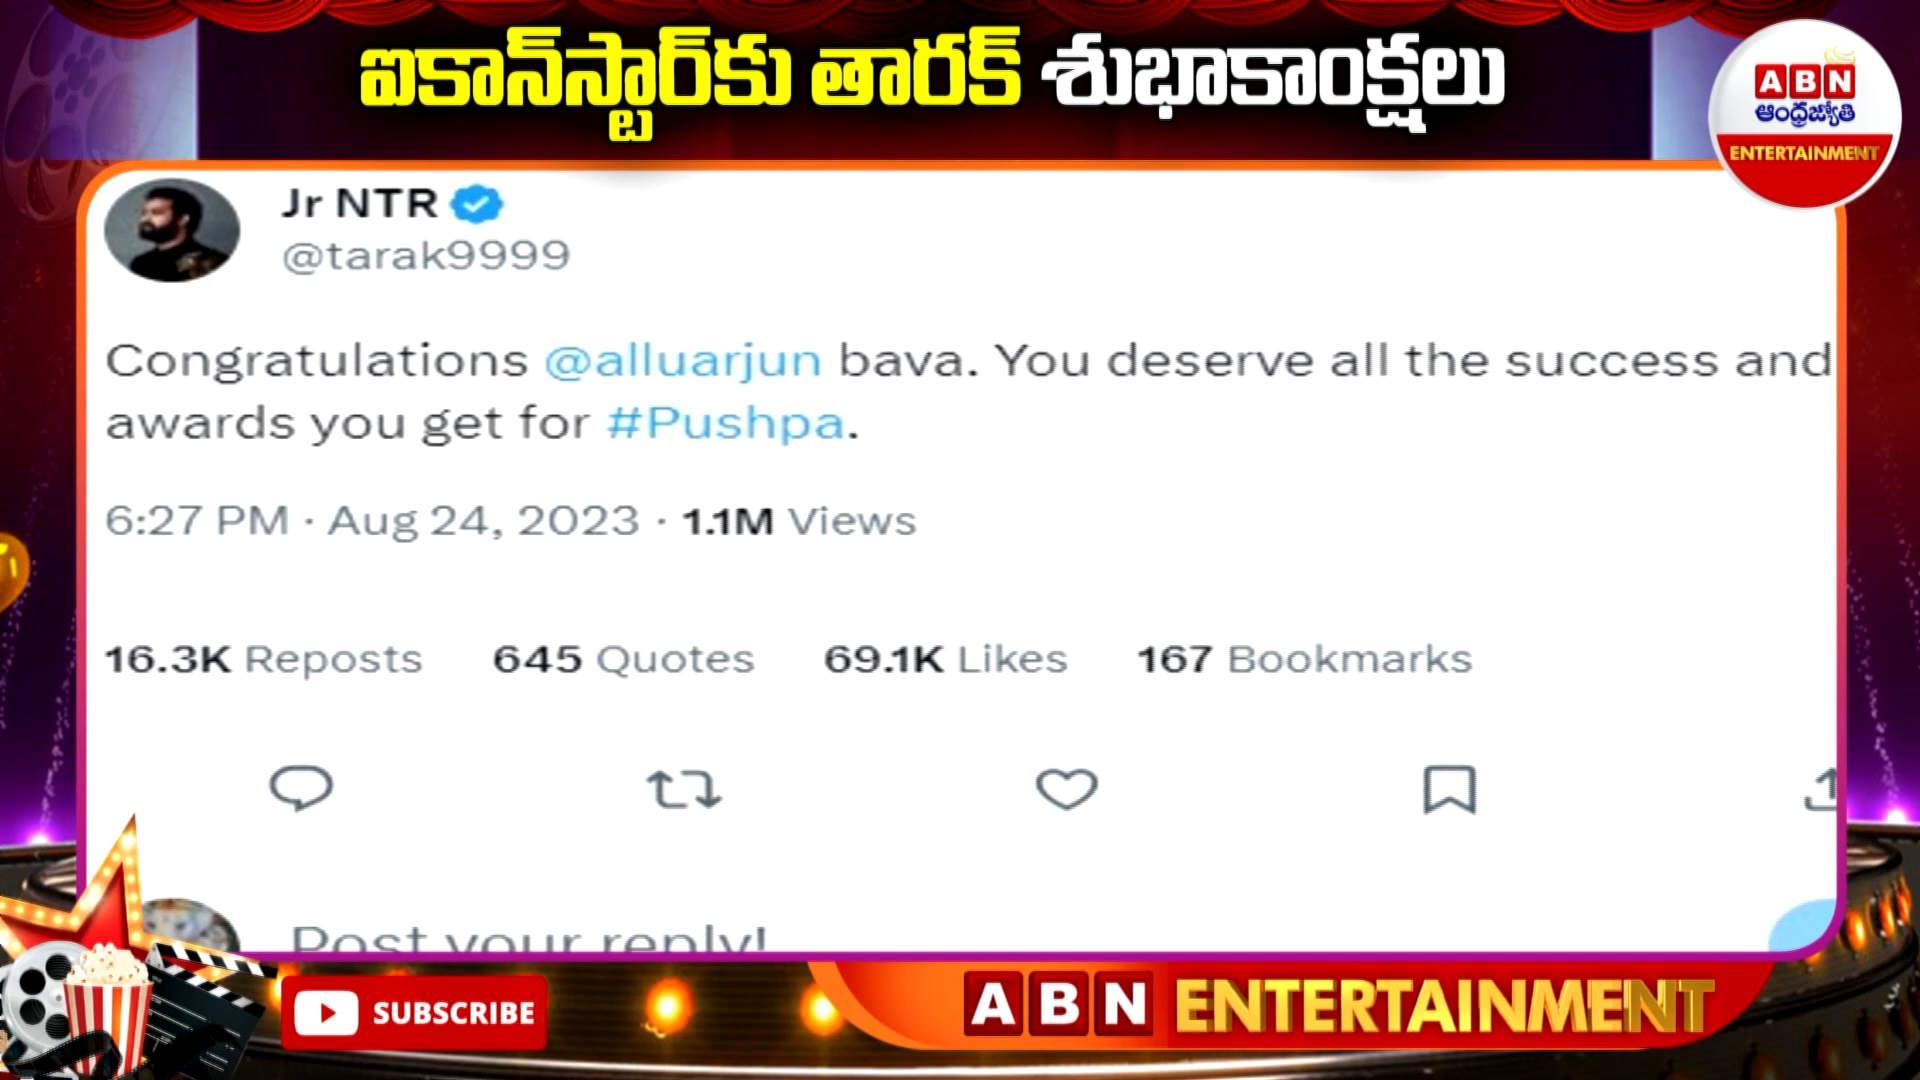 ఐకాన్‌స్టార్‌కు తారక్ శుభాకాంక్షలు
ABN
ఆంధ్రజ్యోతి
ENTERTAINMENT
Jr NTR
@tarak9999
Congratulations @alluarjun bava. You deserve all the success and
awards you get for #Pushpa.
6:27 PM · Aug 24, 2023 · 1.1M Views
16.3K Reposts 645 Quotes 69.1K Likes 167 Bookmarks
Post your reply!
SUBSCRIBE
ABN ENTERTAINMENT